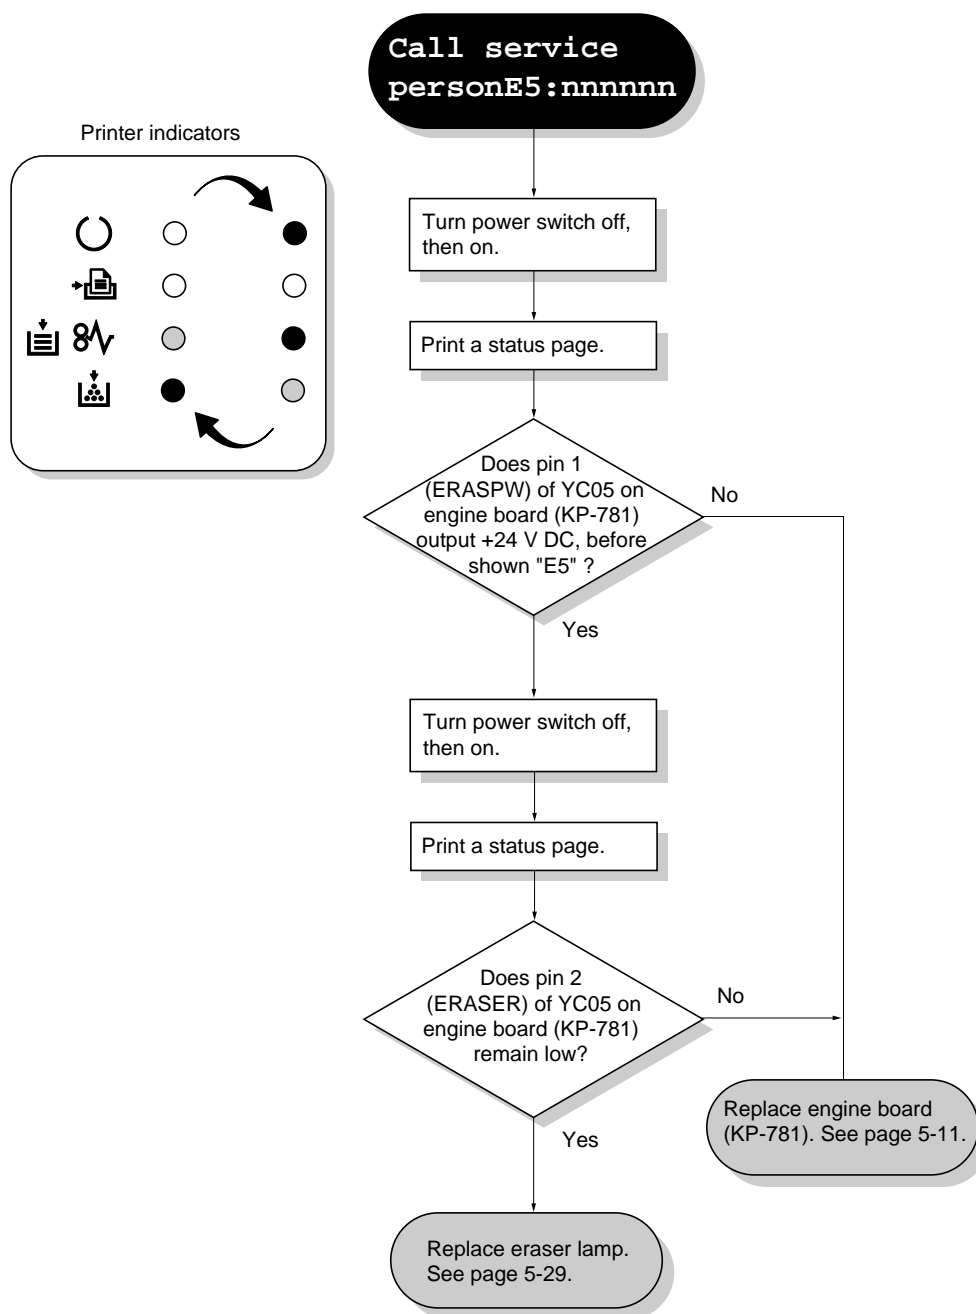 Call service
personE5:nnnnnn
Printer indicators
Turn power switch off,
then on.
Print a status page.
Does pin 1
(ERASPW) of YC05 on
engine board (KP-781)
output +24 V DC, before
shown "E5" ?
No
Yes
Turn power switch off,
then on.
Print a status page.
Does pin 2
(ERASER) of YC05 on
engine board (KP-781)
remain low?
No
Yes
Replace engine board
(KP-781). See page 5-11.
Replace eraser lamp.
See page 5-29.